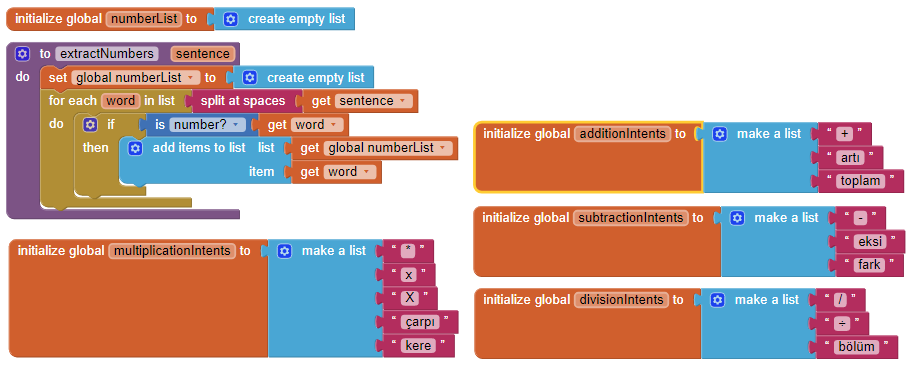 initialize global numberList to create empty list
to extractNumbers sentence
do set global numberList to create empty list
for each word in list split at spaces get sentence
do if is number? get word
then add items to list list get global numberList
item get word
initialize global multiplicationIntents to make a list " * "
" x "
" X "
" çarpı "
" kere "
initialize global additionIntents to make a list " + "
" artı "
" toplam "
initialize global subtractionIntents to make a list " - "
" eksi "
" fark "
initialize global divisionIntents to make a list " / "
" ÷ "
" bölüm "